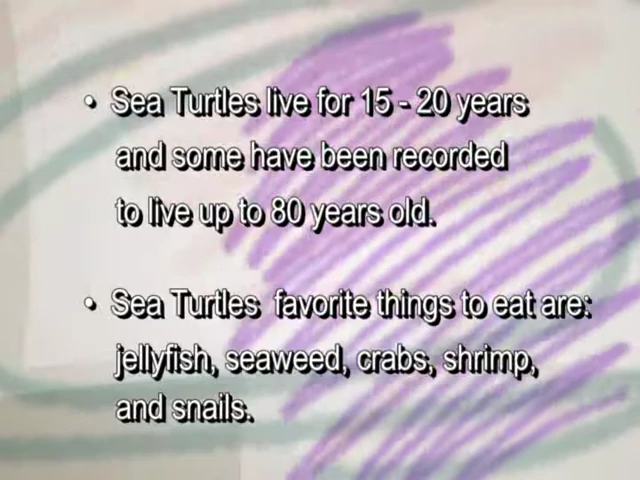 • Sea Turtles live for 15 - 20 years
and some have been recorded
to live up to 80 years old.
• Sea Turtles favorite things to eat are:
jellyfish, seaweed, crabs, shrimp,
and snails.